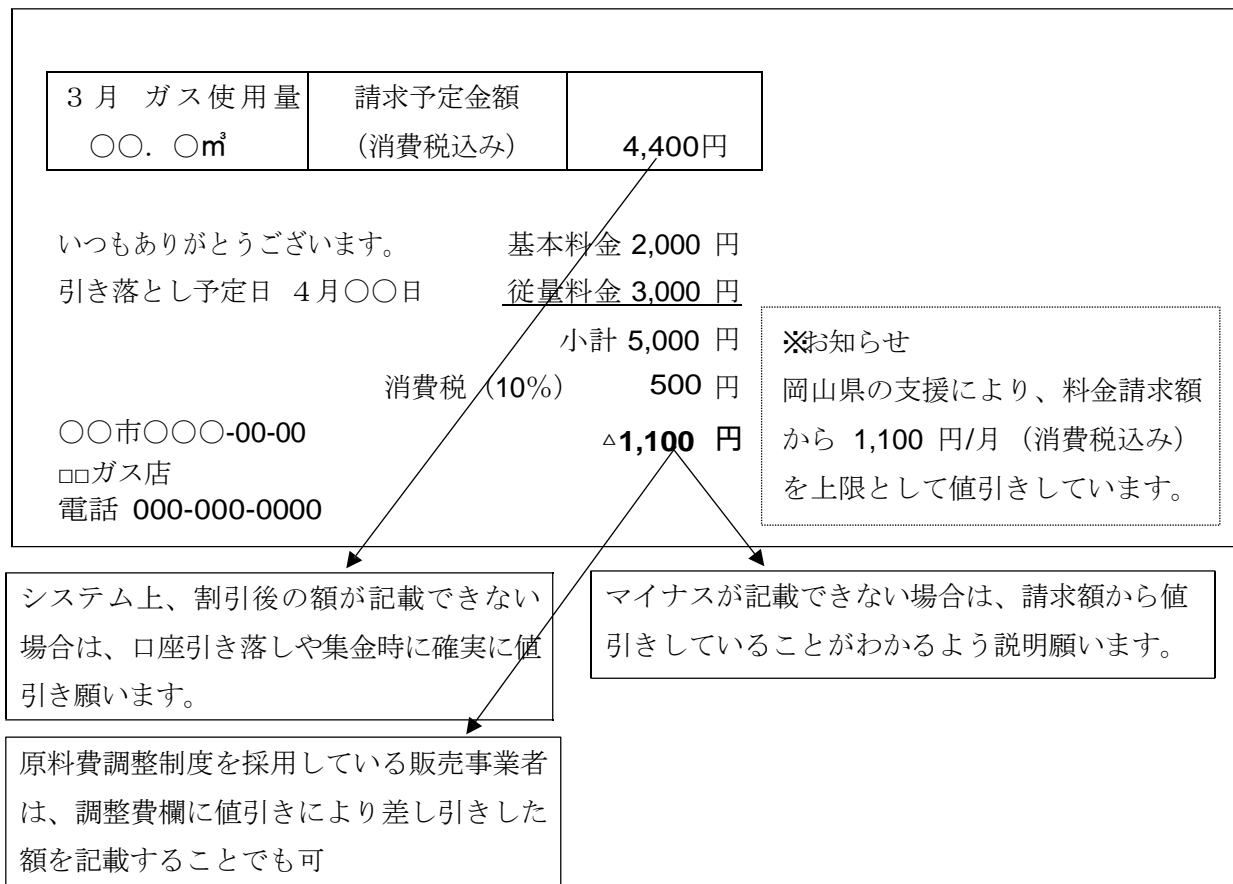 ３月 ガス使用量 請求予定金額
〇〇．〇㎥ （消費税込み） 4,400円
いつもありがとうございます。 基本料金 2,000 円
引き落とし予定日 ４月〇〇日 従量料金 3,000 円
小計 5,000 円
消費税（10％） 500 円
〇〇市〇〇〇-00-00 △1,100 円
□□ガス店
電話 000-000-0000
※お知らせ
岡山県の支援により、料金請求額
から 1,100 円/月（消費税込み）
を上限として値引きしています。
システム上、割引後の額が記載できない
場合は、口座引き落しや集金時に確実に値
引き願います。
マイナスが記載できない場合は、請求額から値
引きしていることがわかるよう説明願います。
原料費調整制度を採用している販売事業者
は、調整費欄に値引きにより差し引きした
額を記載することでも可